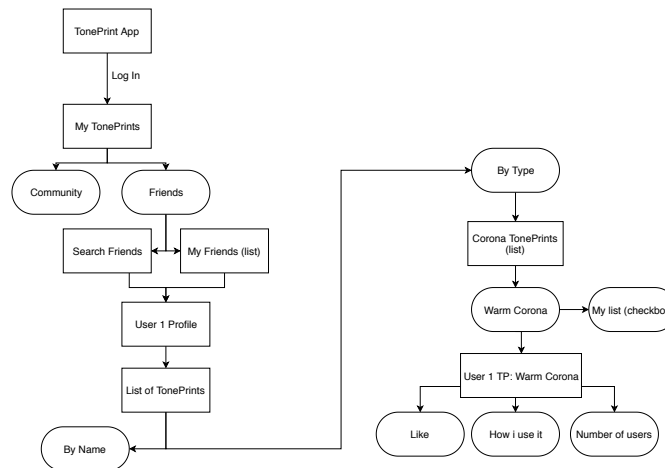 TonePrint App
Log In
My TonePrints
Community
Friends
Search Friends
My Friends (list)
User 1 Profile
List of TonePrints
By Name
By Type
Corona TonePrints
(list)
Warm Corona
My list (checkbo
User 1 TP: Warm Corona
Like
How i use it
Number of users